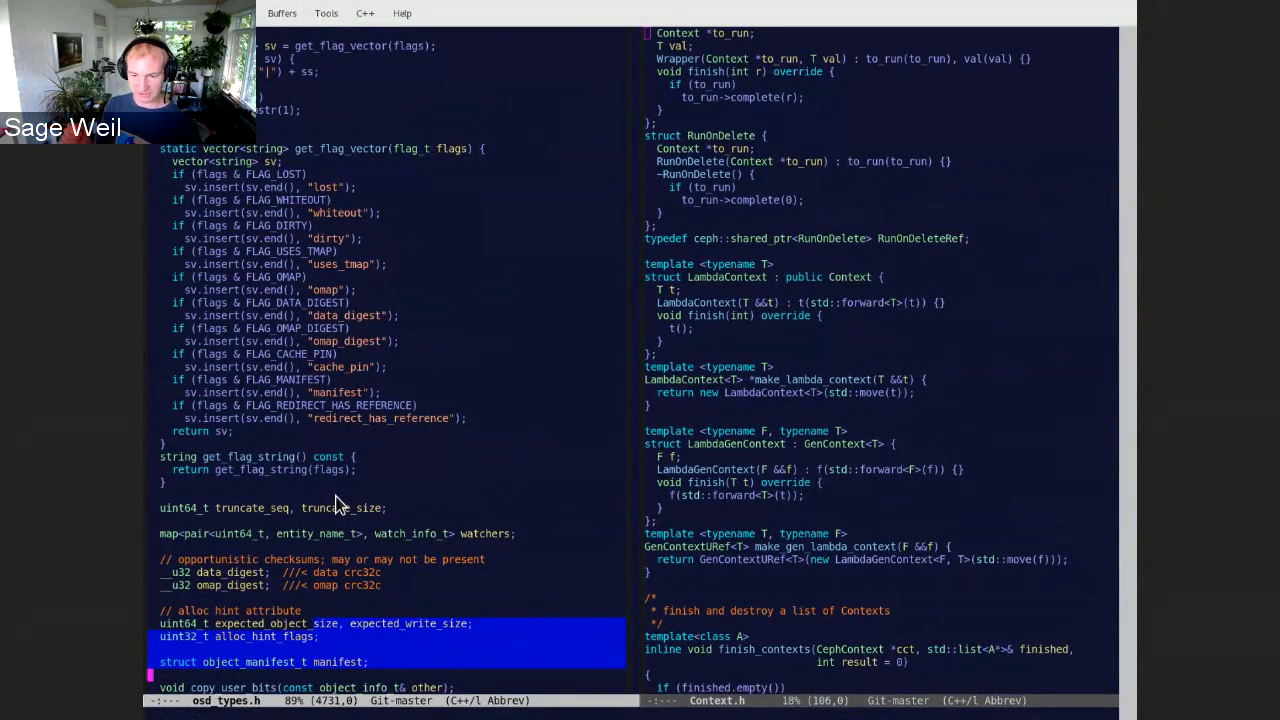 Buffers Tools C++ Help
Sage Weil
sv = get_flag_vector(flags);
sv) {
"|") + ss;
)
str(1);
static vector<string> get_flag_vector(flag_t flags) {
vector<string> sv;
if (flags & FLAG_LOST)
sv.insert(sv.end(), "lost");
if (flags & FLAG_WHITEOUT)
sv.insert(sv.end(), "whiteout");
if (flags & FLAG_DIRTY)
sv.insert(sv.end(), "dirty");
if (flags & FLAG_USES_TMAP)
sv.insert(sv.end(), "uses_tmap");
if (flags & FLAG_OMAP)
sv.insert(sv.end(), "omap");
if (flags & FLAG_DATA_DIGEST)
sv.insert(sv.end(), "data_digest");
if (flags & FLAG_OMAP_DIGEST)
sv.insert(sv.end(), "omap_digest");
if (flags & FLAG_CACHE_PIN)
sv.insert(sv.end(), "cache_pin");
if (flags & FLAG_MANIFEST)
sv.insert(sv.end(), "manifest");
if (flags & FLAG_REDIRECT_HAS_REFERENCE)
sv.insert(sv.end(), "redirect_has_reference");
return sv;
}
string get_flag_string() const {
return get_flag_string(flags);
}
uint64_t truncate_seq, truncate_size;
map<pair<uint64_t, entity_name_t>, watch_info_t> watchers;
// opportunistic checksums; may or may not be present
__u32 data_digest; ///< data crc32c
__u32 omap_digest; ///< omap crc32c
// alloc hint attribute
uint64_t expected_object_size, expected_write_size;
uint32_t alloc_hint_flags;
struct object_manifest_t manifest;
void copy_user_bits(const object_info_t& other);
-:--- osd_types.h 89% (4731,0) Git-master (C++/l Abbrev)
Context *to_run;
T val;
Wrapper(Context *to_run, T val) : to_run(to_run), val(val) {}
void finish(int r) override {
if (to_run)
to_run->complete(r);
}
};
struct RunOnDelete {
Context *to_run;
RunOnDelete(Context *to_run) : to_run(to_run) {}
~RunOnDelete() {
if (to_run)
to_run->complete(0);
}
};
typedef ceph::shared_ptr<RunOnDelete> RunOnDeleteRef;
template <typename T>
struct LambdaContext : public Context {
T t;
LambdaContext(T &&t) : t(std::forward<T>(t)) {}
void finish(int) override {
t();
}
};
template <typename T>
LambdaContext<T> *make_lambda_context(T &&t) {
return new LambdaContext<T>(std::move(t));
}
template <typename F, typename T>
struct LambdaGenContext : GenContext<T> {
F f;
LambdaGenContext(F &&f) : f(std::forward<F>(f)) {}
void finish(T t) override {
f(std::forward<T>(t));
}
};
template <typename T, typename F>
GenContextURef<T> make_gen_lambda_context(F &&f) {
return GenContextURef<T>(new LambdaGenContext<F, T>(std::move(f)));
}
/*
* finish and destroy a list of Contexts
*/
template<class A>
inline void finish_contexts(CephContext *cct, std::list<A*>& finished,
int result = 0)
{
if (finished.empty())
-:--- Context.h 18% (106,0) Git-master (C++/l Abbrev)